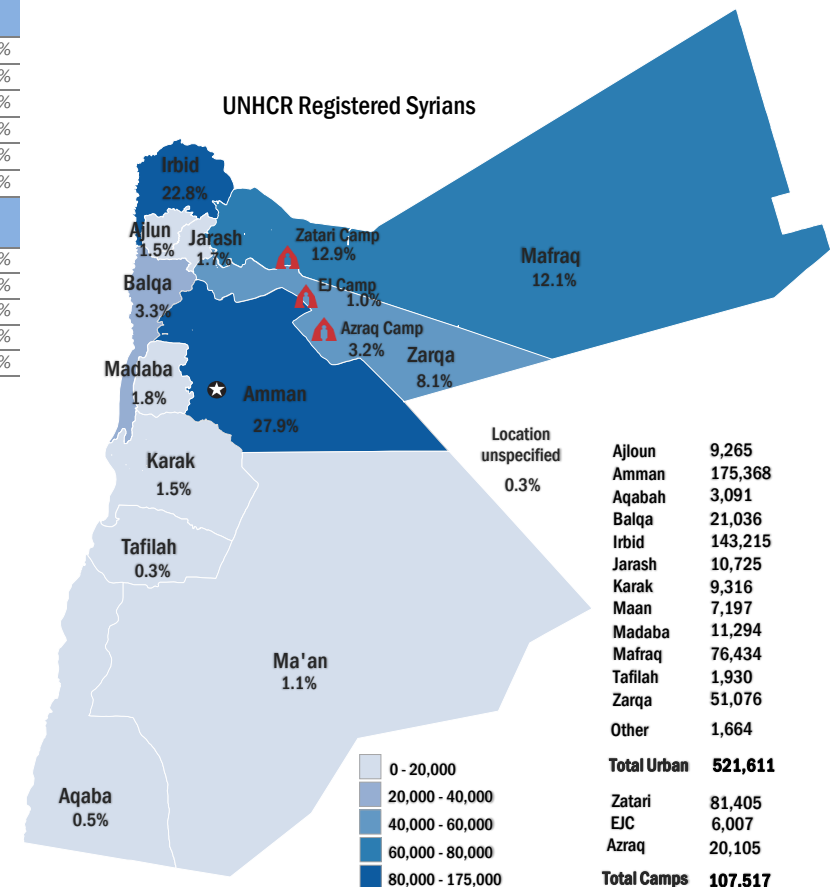 %
%
%
%
%
%
%
%
%
%
%
UNHCR Registered Syrians
Irbid
22.8%
Ajlun
1.5%
Jarash
1.7%
Zatari Camp
12.9%
Mafraq
12.1%
Balqa
3.3%
EJ Camp
1.0%
Azraq Camp
3.2%
Zarqa
8.1%
Madaba
1.8%
Amman
27.9%
Karak
1.5%
Location
unspecified
0.3%
Tafilah
0.3%
Ma'an
1.1%
Aqaba
0.5%
0 - 20,000
20,000 - 40,000
40,000 - 60,000
60,000 - 80,000
80,000 - 175,000
Ajloun 9,265
Amman 175,368
Aqabah 3,091
Balqa 21,036
Irbid 143,215
Jarash 10,725
Karak 9,316
Maan 7,197
Madaba 11,294
Mafraq 76,434
Tafilah 1,930
Zarqa 51,076
Other 1,664
Total Urban 521,611
Zatari 81,405
EJC 6,007
Azraq 20,105
Total Camps 107,517